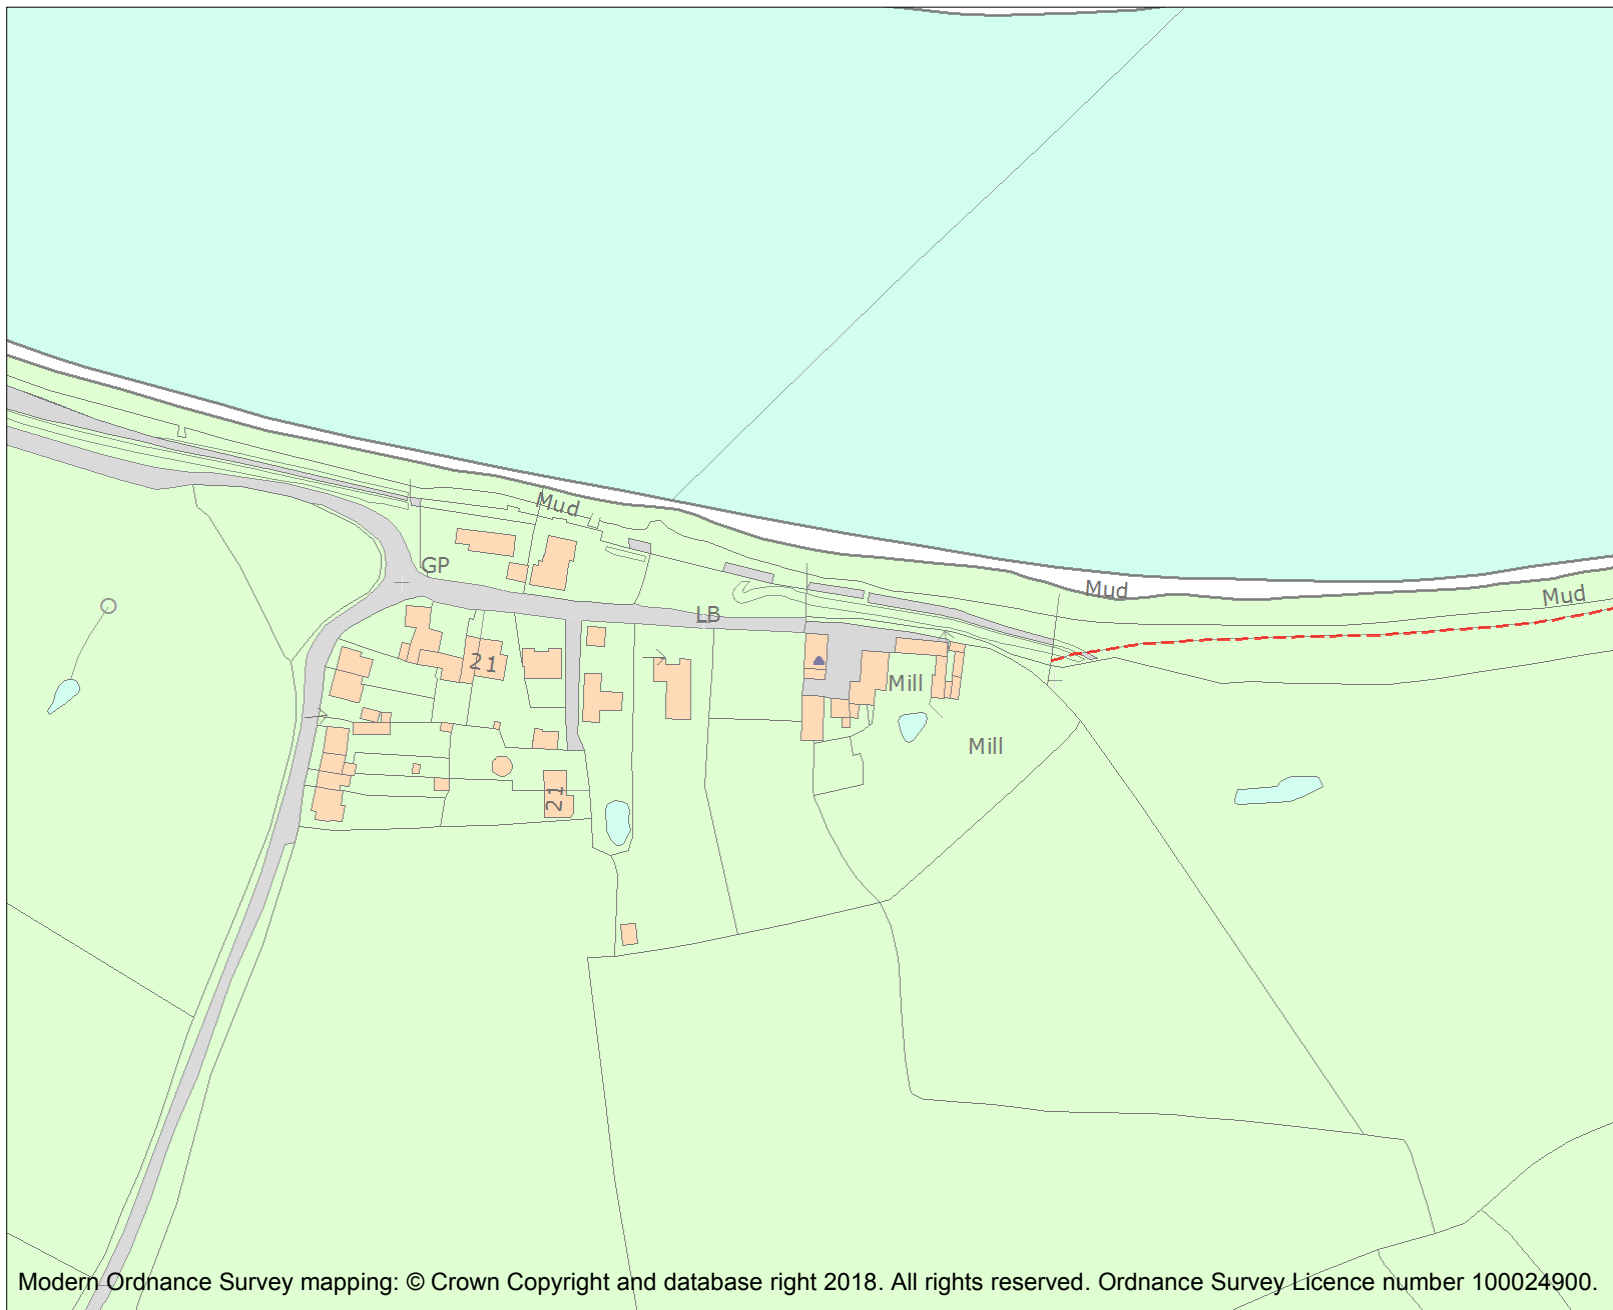 Mud
GP
Mud
Mud
LB
21
Mill
Mill
21
Modern Ordnance Survey mapping: © Crown Copyright and database right 2018. All rights reserved. Ordnance Survey Licence number 100024900.